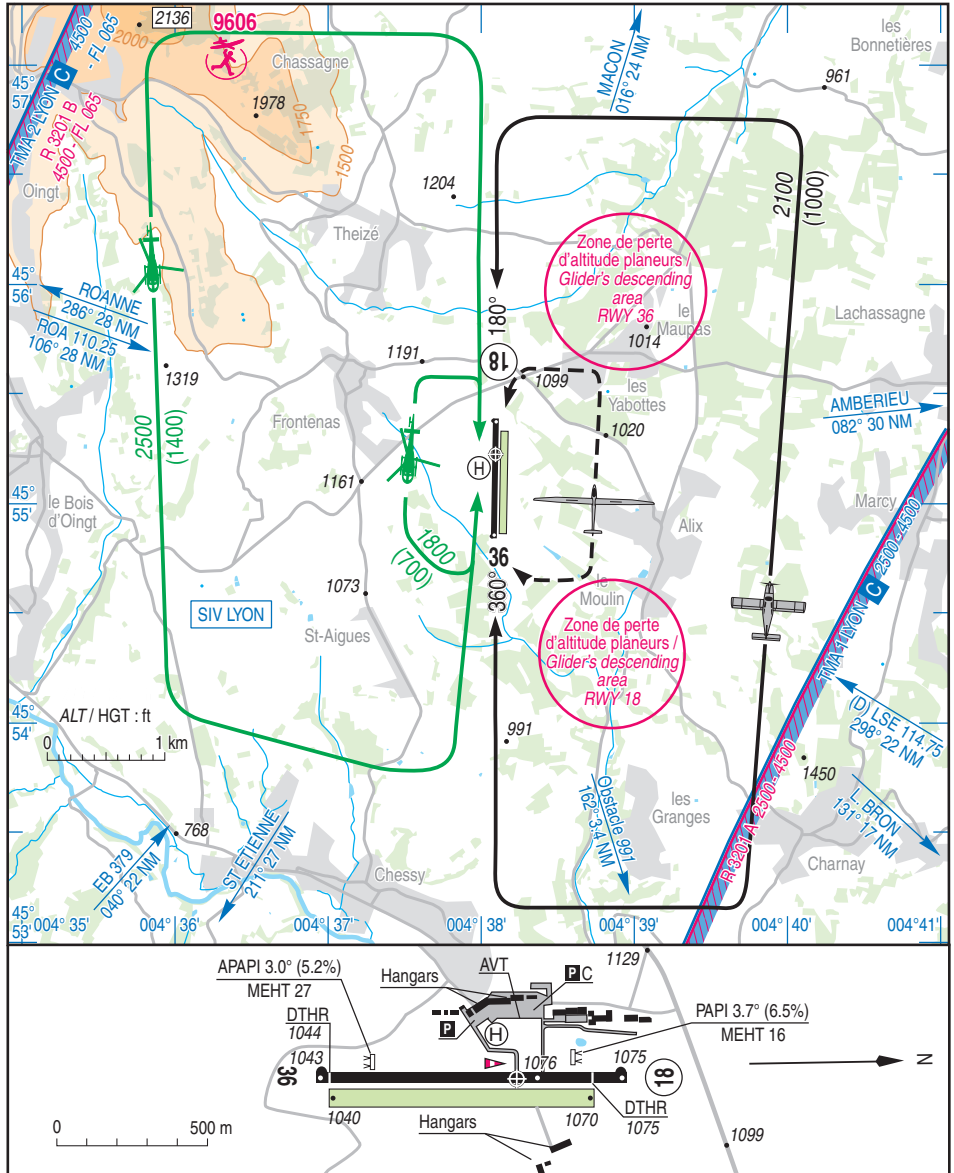 2136
9606
2000
4500
- FL 065
TMA 2 LYON C
R 3201 B
4500 - FL 065
Chassagne
1978
1750
1500
MACON
016° 24 NM
les
Bonnetières
961
45°
57'
Oingt
1204
Theizé
2100
(1000)
Zone de perte
d'altitude planeurs /
Glider's descending
area
RWY 36
45°
56'
ROANNE
286° 28 NM
ROA 110.25
106° 28 NM
180°
18
le
Maupas
1014
Lachassagne
1319
1191
1099
les
Yabottes
1020
AMBERIEU
082° 30 NM
2500
(1400)
Frontenas
1161
H
45°
55'
le Bois
d'Oingt
Alix
Marcy
1800
(700)
36
360°
1073
SIV LYON
St-Aigues
le
Moulin
Zone de perte
d'altitude planeurs /
Glider's descending
area
RWY 18
TMA 1 LYON C 2500 - 4500
R 3201 A 2500 - 4500
45°
54'
ALT / HGT : ft
0 1 km
991
(D) LSE 114.75
298° 22 NM
1450
L. BRON
131° 17 NM
Obstacle 991
162° 3.4 NM
les
Granges
Charnay
768
EB 379
040° 22 NM
ST ETIENNE
211° 27 NM
Chessy
45°
53'
004° 35' 004° 36' 004° 37' 004° 38' 004° 39' 004° 40' 004° 41'
1129
APAPI 3.0° (5.2%)
MEHT 27
Hangars
AVT
P C
PAPI 3.7° (6.5%)
MEHT 16
DTHR
1044
1043
P
H
1076
1075
N
36
18
1040
1070
DTHR
1075
Hangars
0 500 m
1099